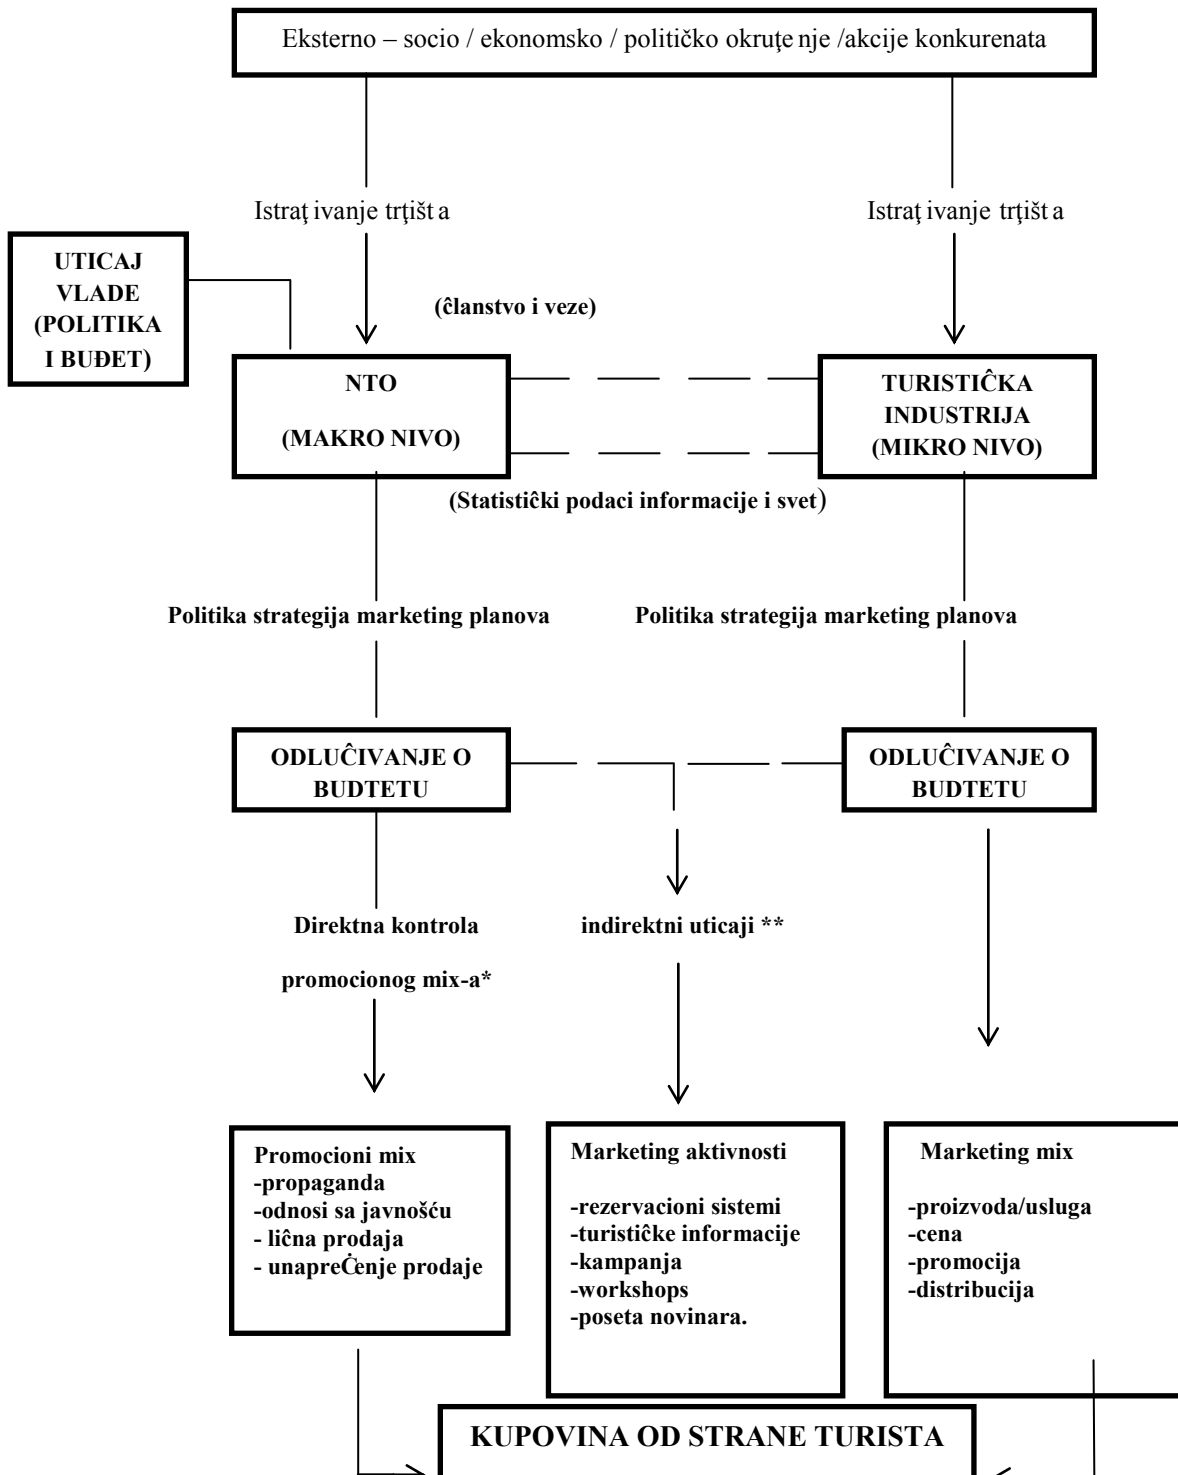 Eksterno – socio / ekonomsko / političko okruţe nje /akcije konkurenata
Istraţ ivanje trţišt a
Istraţ ivanje trţišt a
UTICAJ
VLADE
(POLITIKA
I BUĐET)
(ĉlanstvo i veze)
NTO
(MAKRO NIVO)
TURISTIĈKA
INDUSTRIJA
(MIKRO NIVO)
(Statistiĉki podaci informacije i svet)
Politika strategija marketing planova
Politika strategija marketing planova
ODLUĈIVANJE O
BUDŢETU
ODLUĈIVANJE O
BUDŢETU
Direktna kontrola
promocionog mix-a*
indirektni uticaji **
Promocioni mix
-propaganda
-odnosi sa javnošću
- liĉna prodaja
- unapreĊenje prodaje
Marketing aktivnosti
-rezervacioni sistemi
-turistiĉke informacije
-kampanja
-workshops
-poseta novinara.
Marketing mix
-proizvoda/usluga
-cena
-promocija
-distribucija
KUPOVINA OD STRANE TURISTA